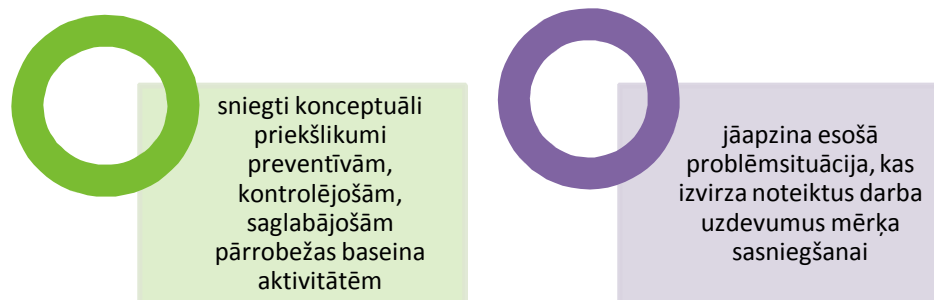 sniegti konceptuāli
priekšlikumi
preventīvām,
kontrolējošām,
saglabājošām
pārrobežas baseina
aktivitātēm
jāapzina esošā
problēmsituācija, kas
izvirza noteiktus darba
uzdevumus mērķa
sasniegšanai